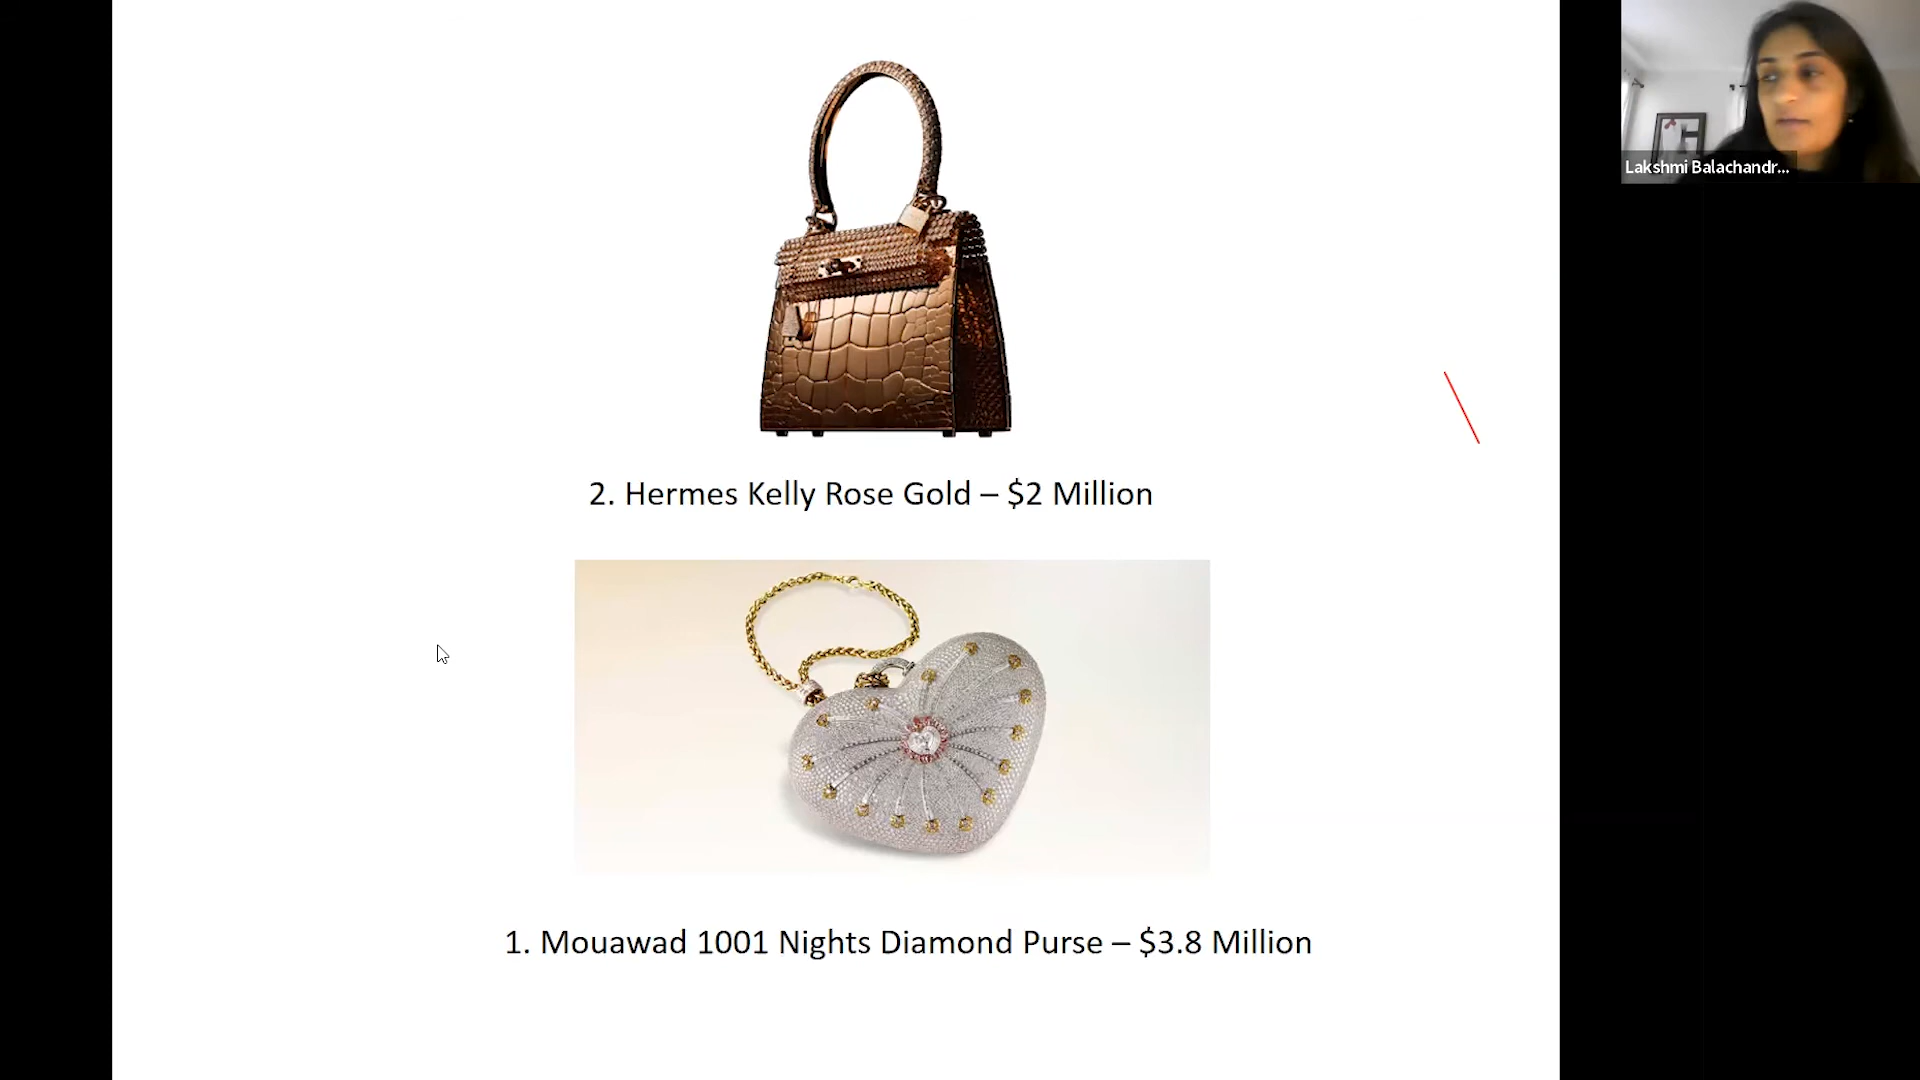 Lakshmi Balachandr...
2. Hermes Kelly Rose Gold – $2 Million
1. Mouawad 1001 Nights Diamond Purse – $3.8 Million